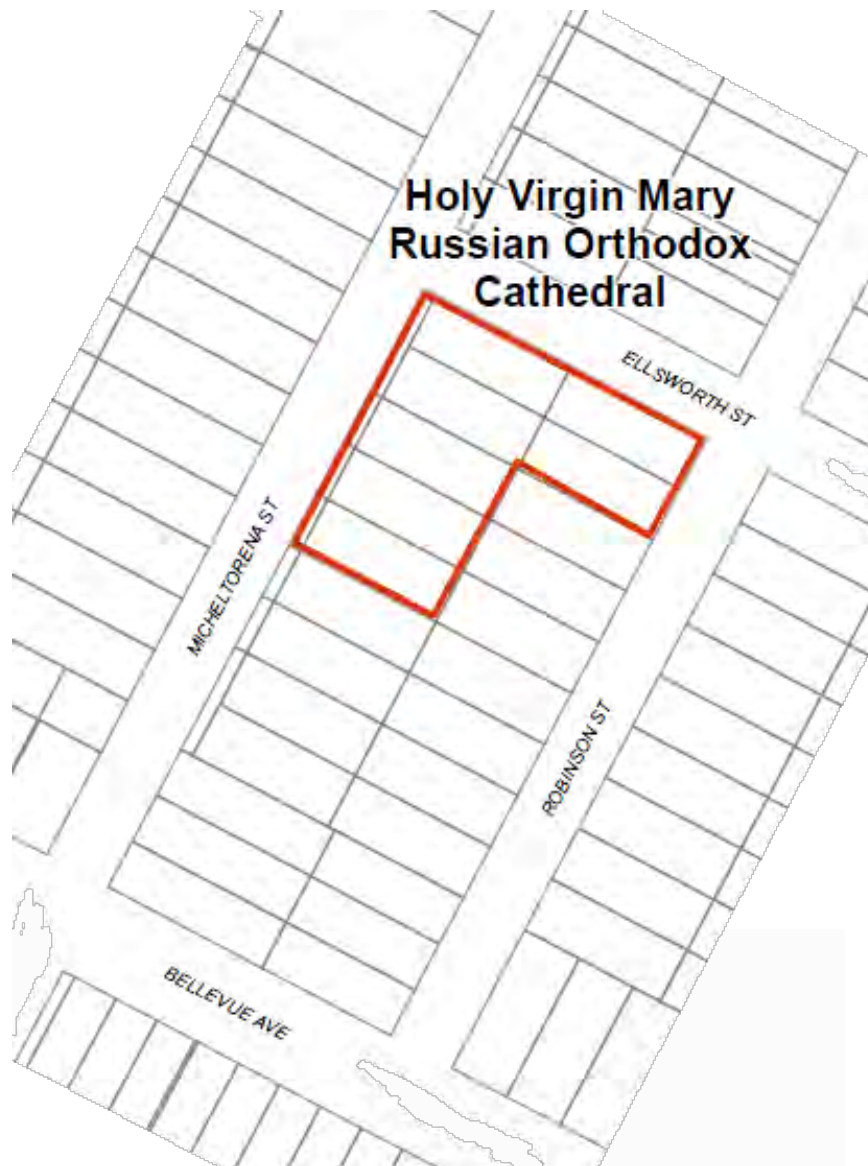 Holy Virgin Mary
Russian Orthodox
Cathedral
ELLSWORTH ST
MICHELTORENA ST
ROBINSON ST
BELLEVUE AVE